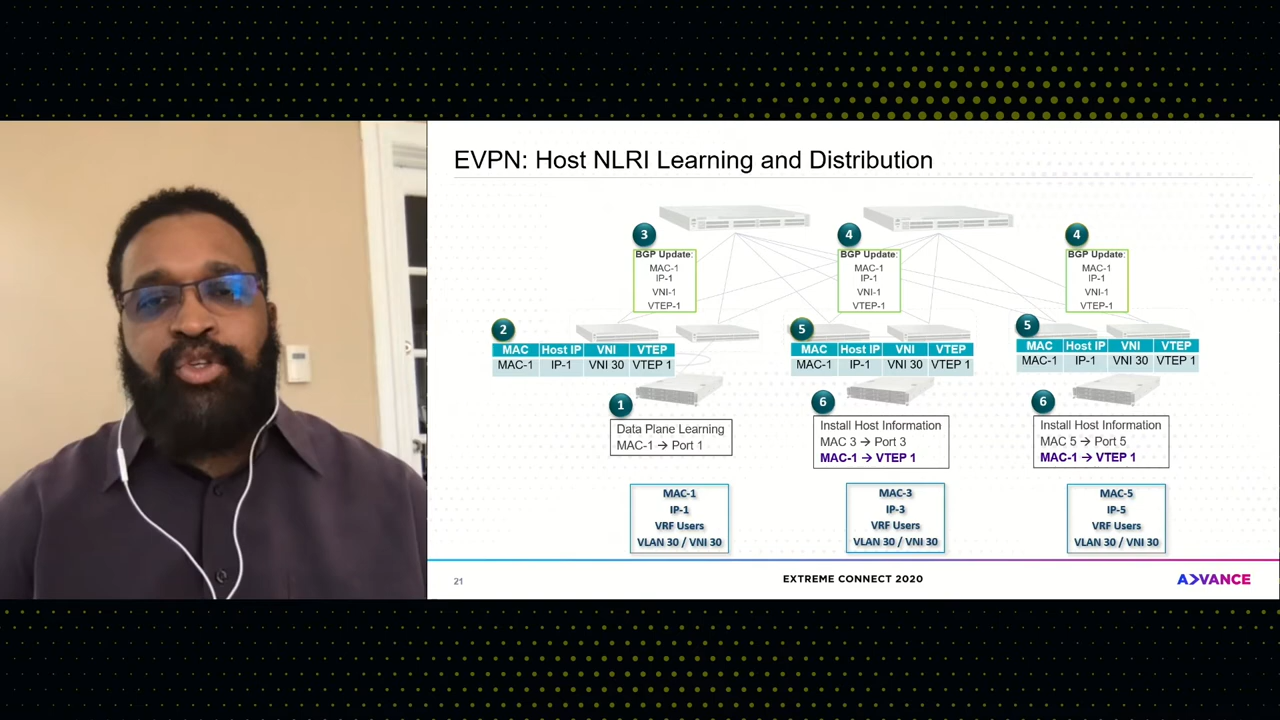 EVPN: Host NLRI Learning and Distribution
3
BGP Update:
MAC-1
IP-1
VNI-1
VTEP-1
4
BGP Update:
MAC-1
IP-1
VNI-1
VTEP-1
4
BGP Update:
MAC-1
IP-1
VNI-1
VTEP-1
2
MAC Host IP VNI VTEP
MAC-1 IP-1 VNI 30 VTEP 1
5
MAC Host IP VNI VTEP
MAC-1 IP-1 VNI 30 VTEP 1
5
MAC Host IP VNI VTEP
MAC-1 IP-1 VNI 30 VTEP 1
1
Data Plane Learning
MAC-1 → Port 1
6
Install Host Information
MAC 3 → Port 3
MAC-1 → VTEP 1
6
Install Host Information
MAC 5 → Port 5
MAC-1 → VTEP 1
MAC-1
IP-1
VRF Users
VLAN 30 / VNI 30
MAC-3
IP-3
VRF Users
VLAN 30 / VNI 30
MAC-5
IP-5
VRF Users
VLAN 30 / VNI 30
21
EXTREME CONNECT 2020
ADVANCE